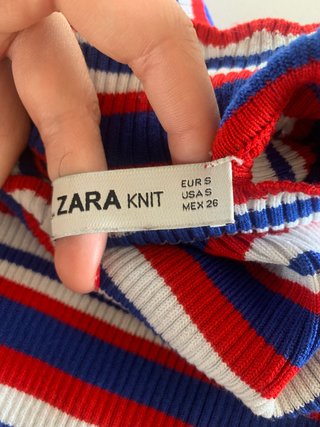 ZARA KNIT
EUR S
USA S
MEX 26